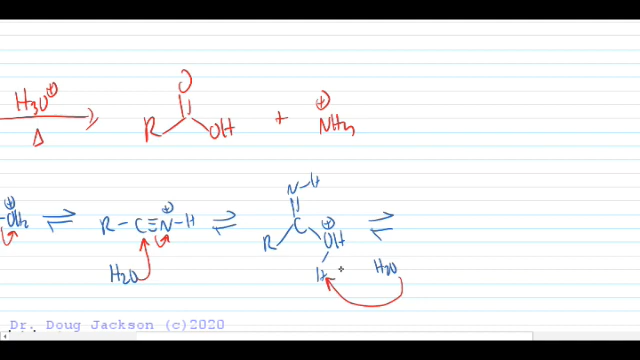 H₃O⊕ O
Δ R OH + ⊕NH₄
⊕OH₂ ⇌ R-C≡N⊕-H ⇌ N-H
R C ⊕OH ⇌
H₂O H H₂O
Dr. Doug Jackson (c)2020